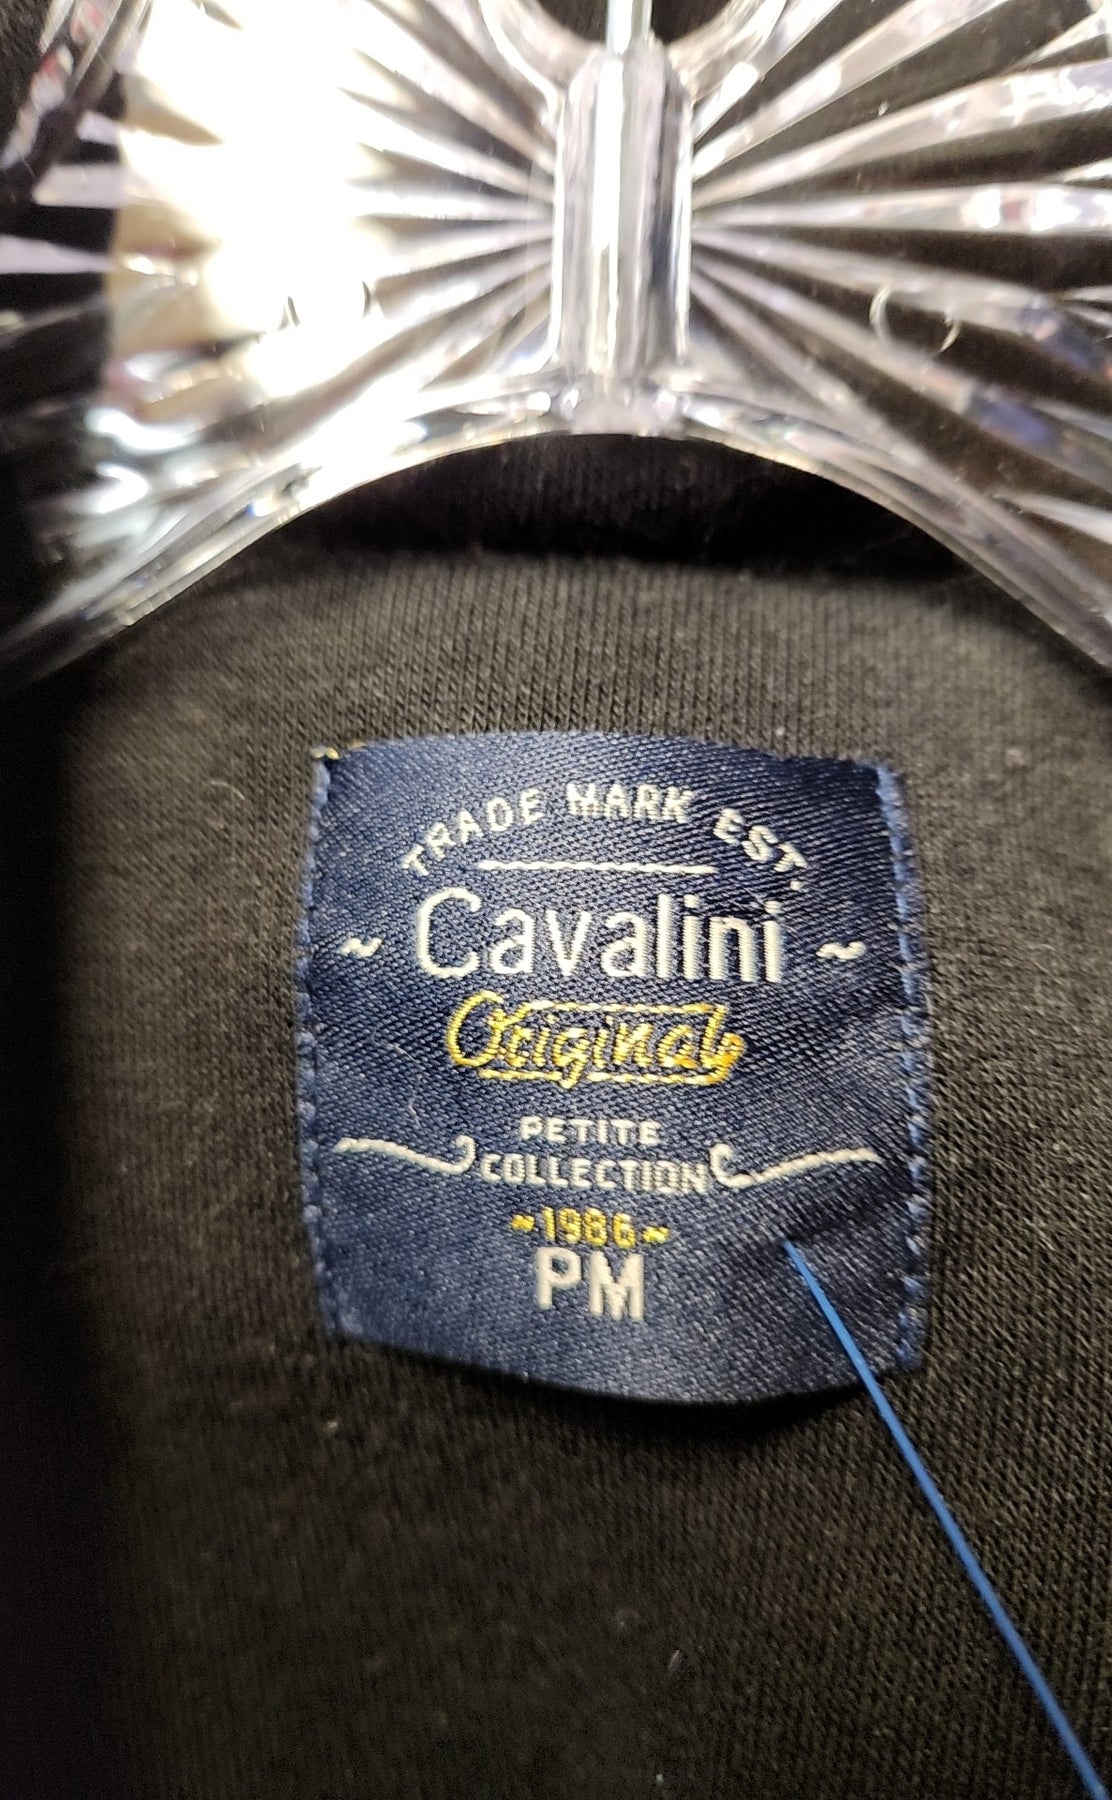 TRADE MARK EST.
~ Cavalini ~
Original
PETITE
COLLECTION
~1986~
PM